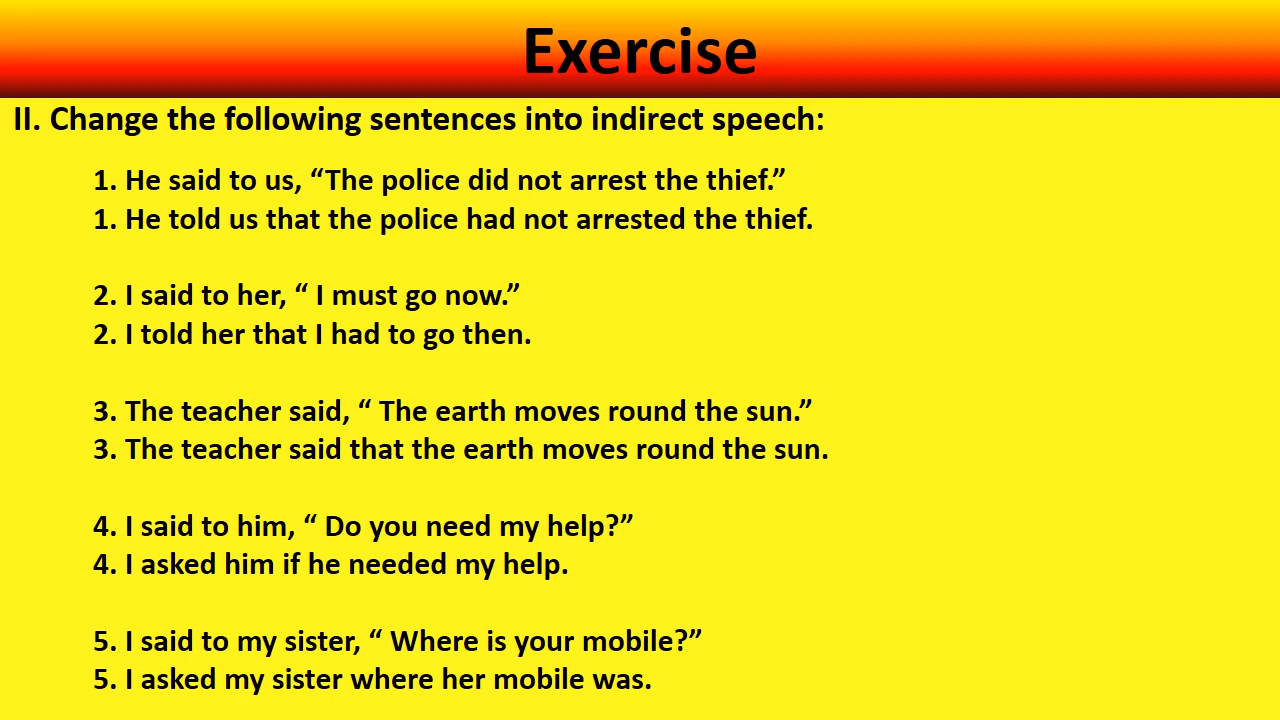 Exercise
II. Change the following sentences into indirect speech:
1. He said to us, “The police did not arrest the thief.”
1. He told us that the police had not arrested the thief.
2. I said to her, “ I must go now.”
2. I told her that I had to go then.
3. The teacher said, “ The earth moves round the sun.”
3. The teacher said that the earth moves round the sun.
4. I said to him, “ Do you need my help?”
4. I asked him if he needed my help.
5. I said to my sister, “ Where is your mobile?”
5. I asked my sister where her mobile was.